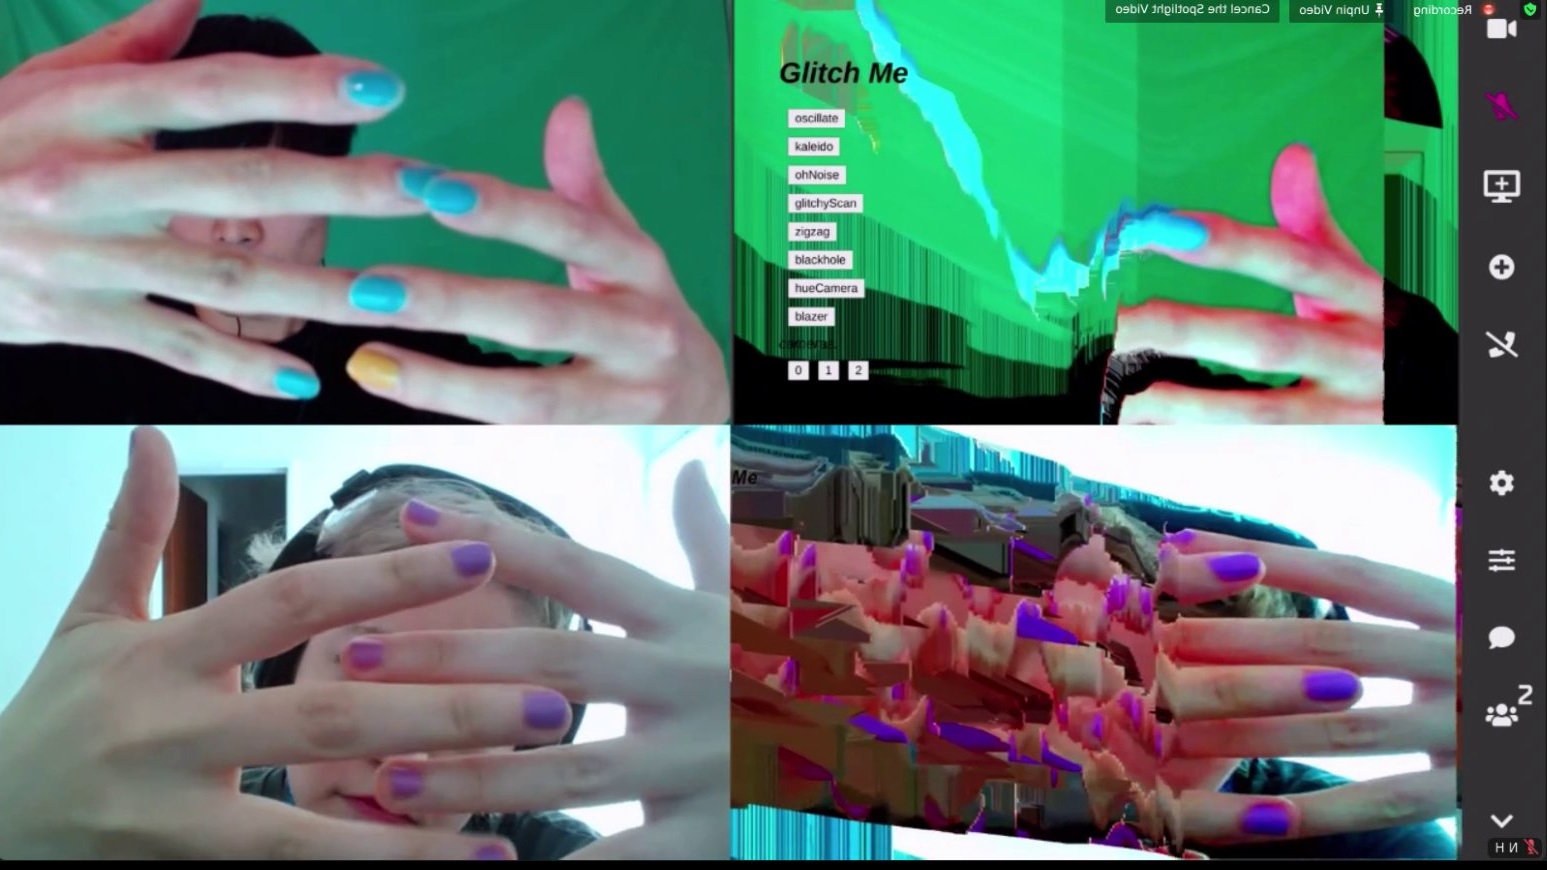 Cancel the Spotlight Video
Unpin Video
Recording
Glitch Me
oscillate
kaleido
ohNoise
glitchyScan
zigzag
blackhole
hueCamera
blazer
cameras:
0 1 2
Me
2
N H